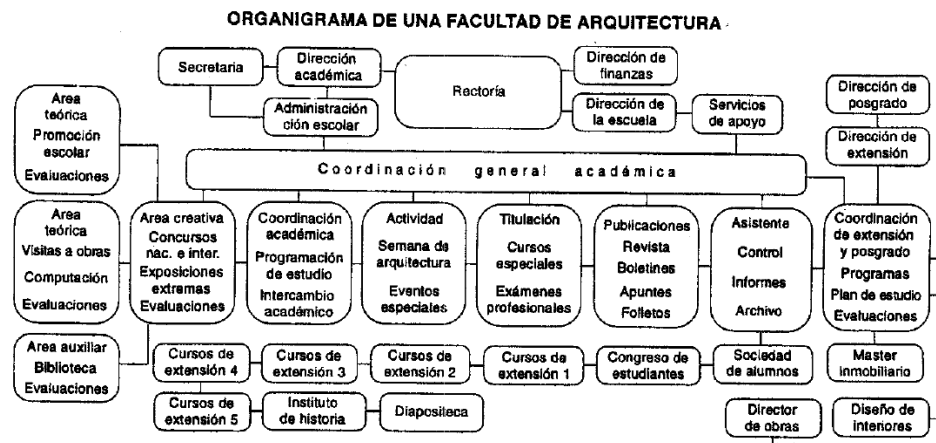 ORGANIGRAMA DE UNA FACULTAD DE ARQUITECTURA
Secretaria
Dirección
académica
Rectoría
Dirección de
finanzas
Administración
ción escolar
Dirección de
la escuela
Servicios
de apoyo
Dirección de
posgrado
Dirección de
extensión
Area
teórica
Promoción
escolar
Evaluaciones
Coordinación general académica
Area
teórica
Visitas a obras
Computación
Evaluaciones
Area creativa
Concursos
nac. e inter.
Exposiciones
extramas
Evaluaciones
Coordinación
académica
Programación
de estudio
Intercambio
académico
Actividad
Semana de
arquitectura
Eventos
especiales
Titulación
Cursos
especiales
Exámenes
profesionales
Publicaciones
Revista
Boletines
Apuntes
Folletos
Asistente
Control
Informes
Archivo
Coordinación
de extensión
y posgrado
Programas
Plan de estudio
Evaluaciones
Area auxiliar
Biblioteca
Evaluaciones
Cursos de
extensión 4
Cursos de
extensión 3
Cursos de
extensión 2
Cursos de
extensión 1
Congreso de
estudiantes
Sociedad
de alumnos
Master
inmobiliario
Cursos de
extensión 5
Instituto
de historia
Diapositeca
Director
de obras
Diseño de
interiores